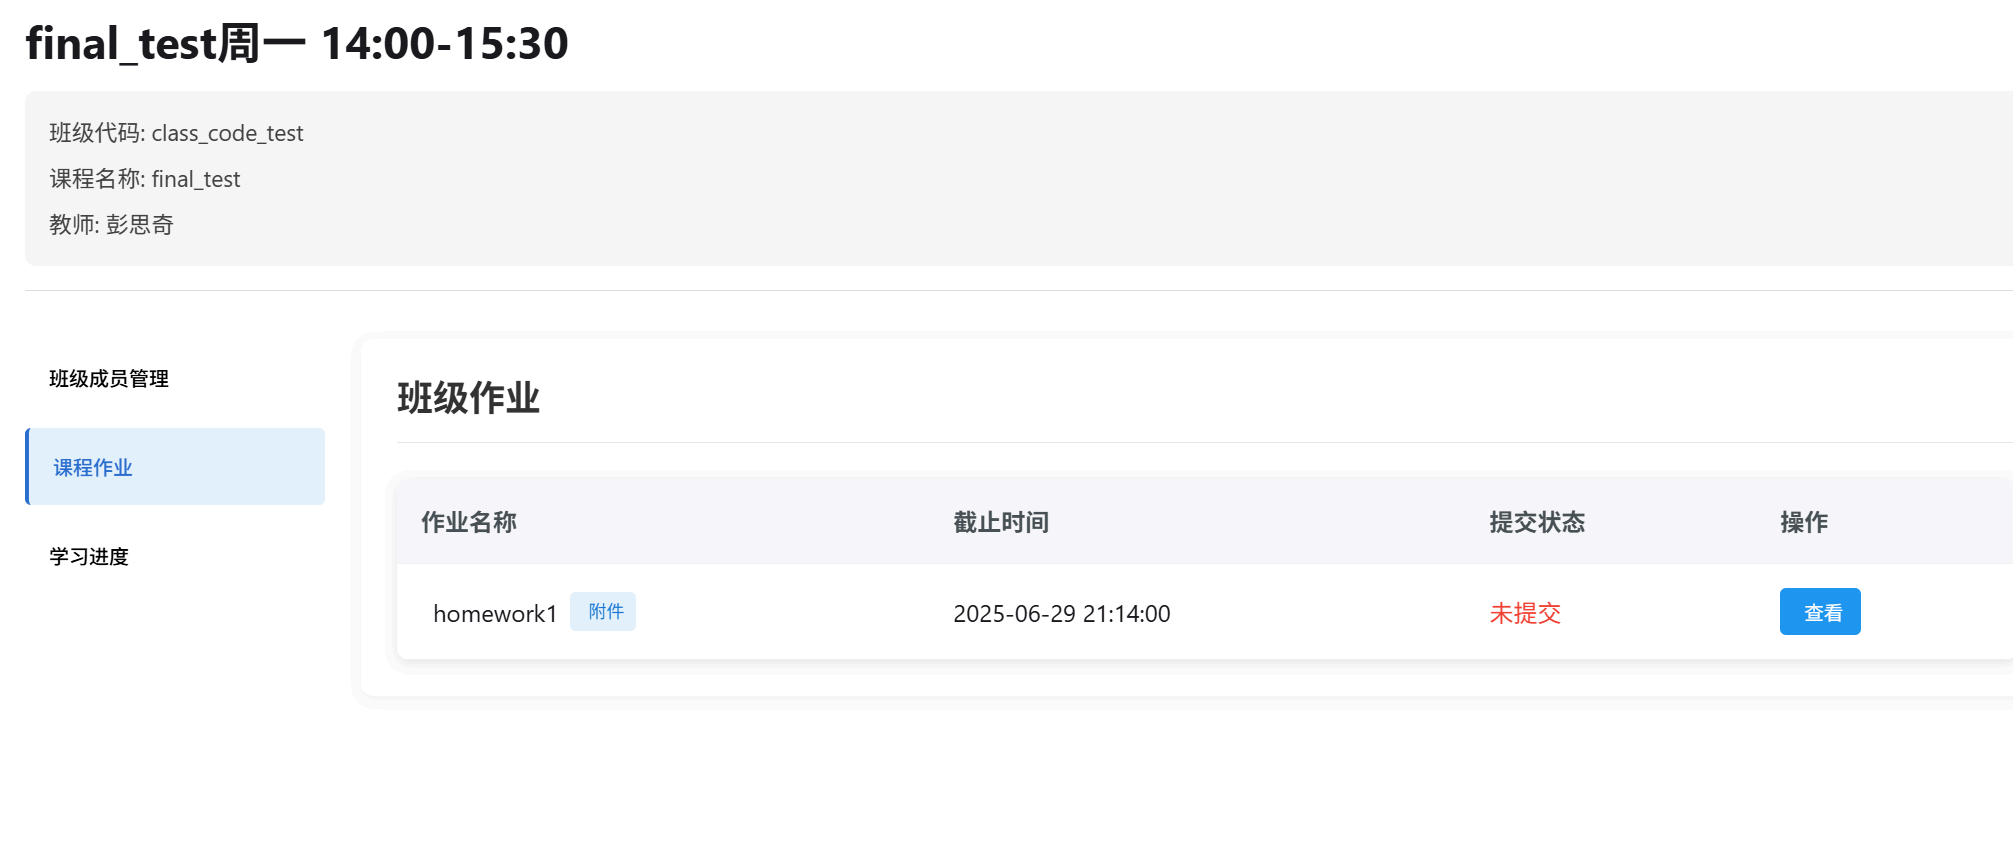 final_test周一 14:00-15:30
班级代码: class_code_test
课程名称: final_test
教师: 彭思奇
班级成员管理
课程作业
学习进度
班级作业
作业名称 截止时间 提交状态 操作
homework1 附件 2025-06-29 21:14:00 未提交 查看